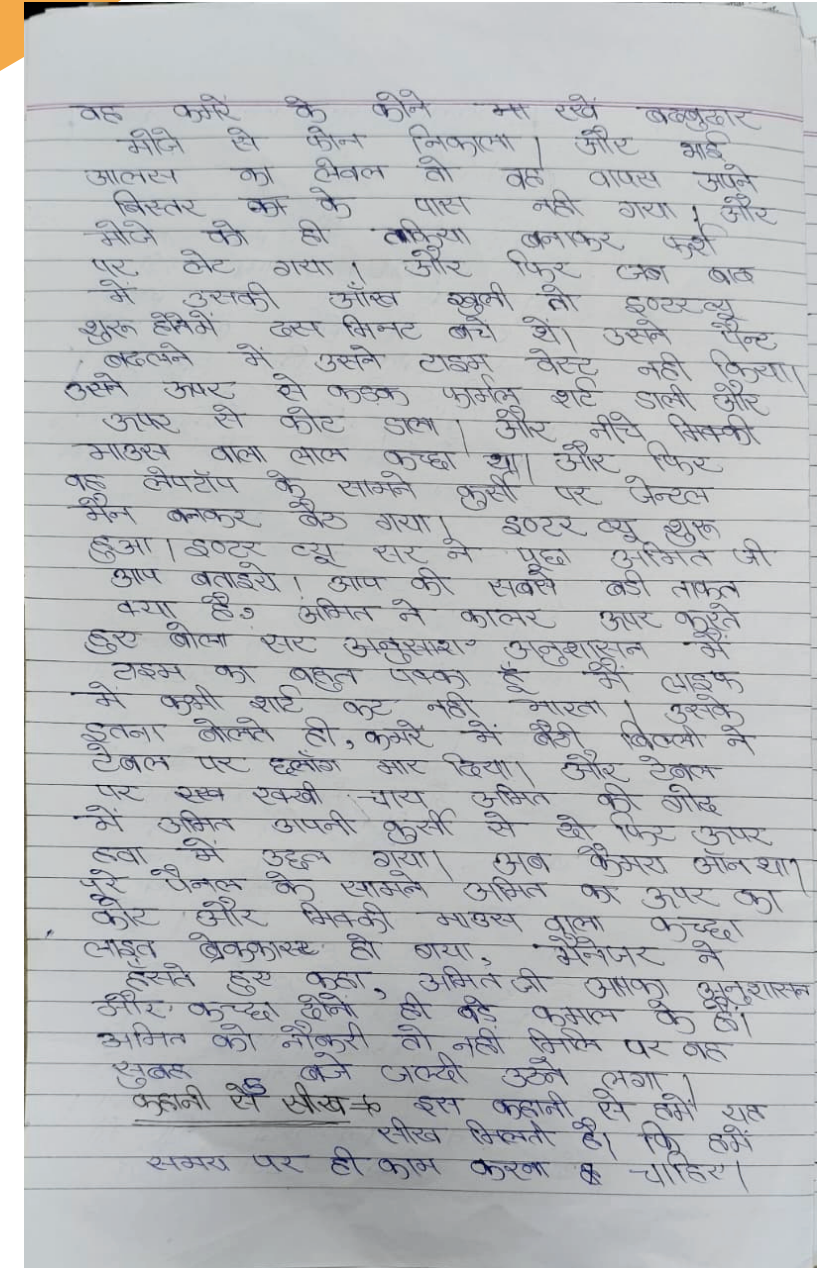 वह कमरें के कोने मा रखें बदबुदार
मोजे से फोन निकाला। और भाई
आलस का लेवल तो वह वापस अपने
बिस्तर का के पास नही गया। और
मोजे को ही तकिया बनाकर फर्श
पर लेट गया। और फिर जब बाद
में उसकी आँख खुली तो इण्टरव्यू
शुरू होनेमें दस मिनट बचें थें। उसने पैन्ट
बदलने में उसने टाइम वेस्ट नही किया।
उसने ऊपर से कड़क फार्मल शर्ट डाली और
ऊपर से कोट डाला। और नीचे मिक्की
माउस वाला लाल कच्छा था। और फिर
वह लेपटॉप के सामने कुर्सी पर जेन्टल
मैन बनकर बैठ गया। इण्टर व्यू शुरू
हुआ। इण्टर व्यू सर ने पूछा अमित जी
आप बताइये। आप की सबसे बडी ताकत
क्या है? अमित ने कालर ऊपर करते
हुए बोला सर अनुसाश अनुशासन मैं
टाइम का बहुत पक्का हूँ मैं लाइफ
में कभी शार्ट कट नही मारता। उसके
इतना बोलते ही, कमरे में बैठी बिल्ली ने
टेबल पर छलाँग मार दिया। और टेबल
पर रख रक्खी चाय अमित की गोद
में अमित अपनी कुर्सी से दो फिट ऊपर
हवा में उछल गया। अब कैमरा ऑन था।
पूरे पैनल के सामने अमित का ऊपर का
कोट और मिक्की माउस वाला कच्छा
लाइव ब्रेककास्ट हो गया, मैनेजर ने
हँसते हुए कहा, अमित जी आपका अनुशासन
और कच्छा दोनो ही बडे कमाल के हैं।
अमित को नौकरी तो नही मिलि पर वह
सुबह 5 बजे जल्दी उठने लगा।
कहानी से सीख → इस कहानी से हमें यह
सीख मिलती है। कि हमें
समय पर ही काम करना चाहिए।